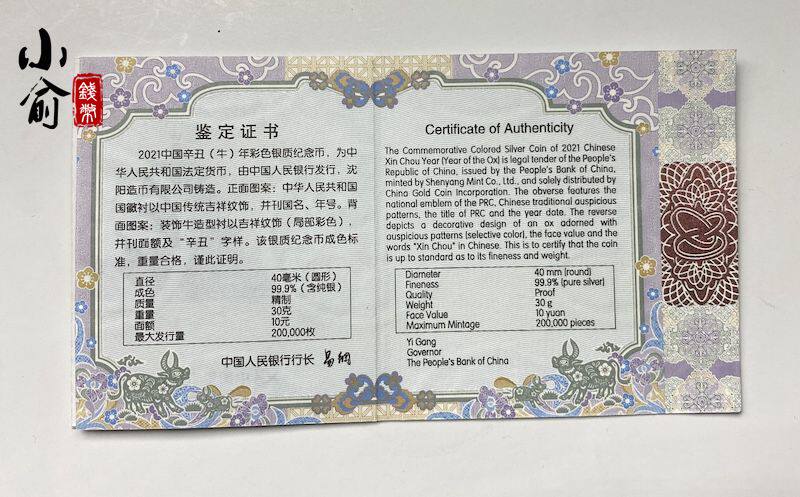 小俞
錢幣
鉴定证书
2021中国辛丑（牛）年彩色银质纪念币，为中
华人民共和国法定货币，由中国人民银行发行，沈
阳造币有限公司铸造。正面图案：中华人民共和国
国徽衬以中国传统吉祥纹饰，并刊国名、年号。背
面图案：装饰牛造型衬以吉祥纹饰（局部彩色），
并刊面额及“辛丑”字样。该银质纪念币成色标
准，重量合格，谨此证明。
直径 40毫米（圆形）
成色 99.9%（含纯银）
质量 精制
重量 30克
面额 10元
最大发行量 200,000枚
中国人民银行行长 易纲
Certificate of Authenticity
The Commemorative Colored Silver Coin of 2021 Chinese
Xin Chou Year (Year of the Ox) is legal tender of the People's
Republic of China, issued by the People's Bank of China,
minted by Shenyang Mint Co., Ltd., and solely distributed by
China Gold Coin Incorporation. The obverse features the
national emblem of the PRC, Chinese traditional auspicious
patterns, the title of PRC and the year date. The reverse
depicts a decorative design of an ox adorned with
auspicious patterns (selective color), the face value and the
words "Xin Chou" in Chinese. This is to certify that the coin
is up to standard as to its fineness and weight.
Diameter 40 mm (round)
Fineness 99.9% (pure silver)
Quality Proof
Weight 30 g
Face Value 10 yuan
Maximum Mintage 200,000 pieces
Yi Gang
Governor
The People's Bank of China